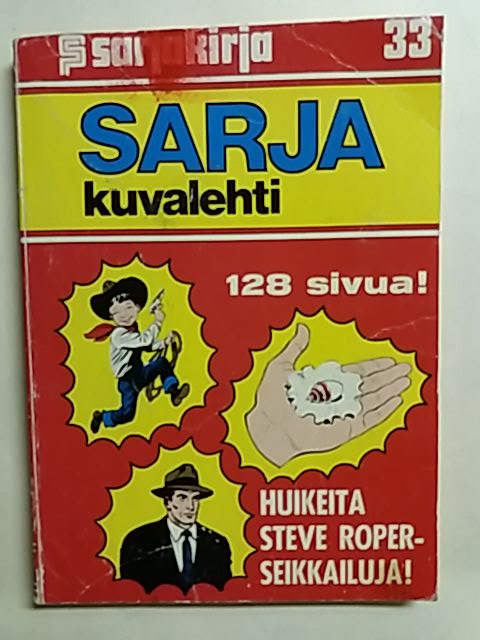 sarjakirja 33
SARJA
kuvalehti
128 sivua!
HUIKEITA
STEVE ROPER-
SEIKKAILUJA!